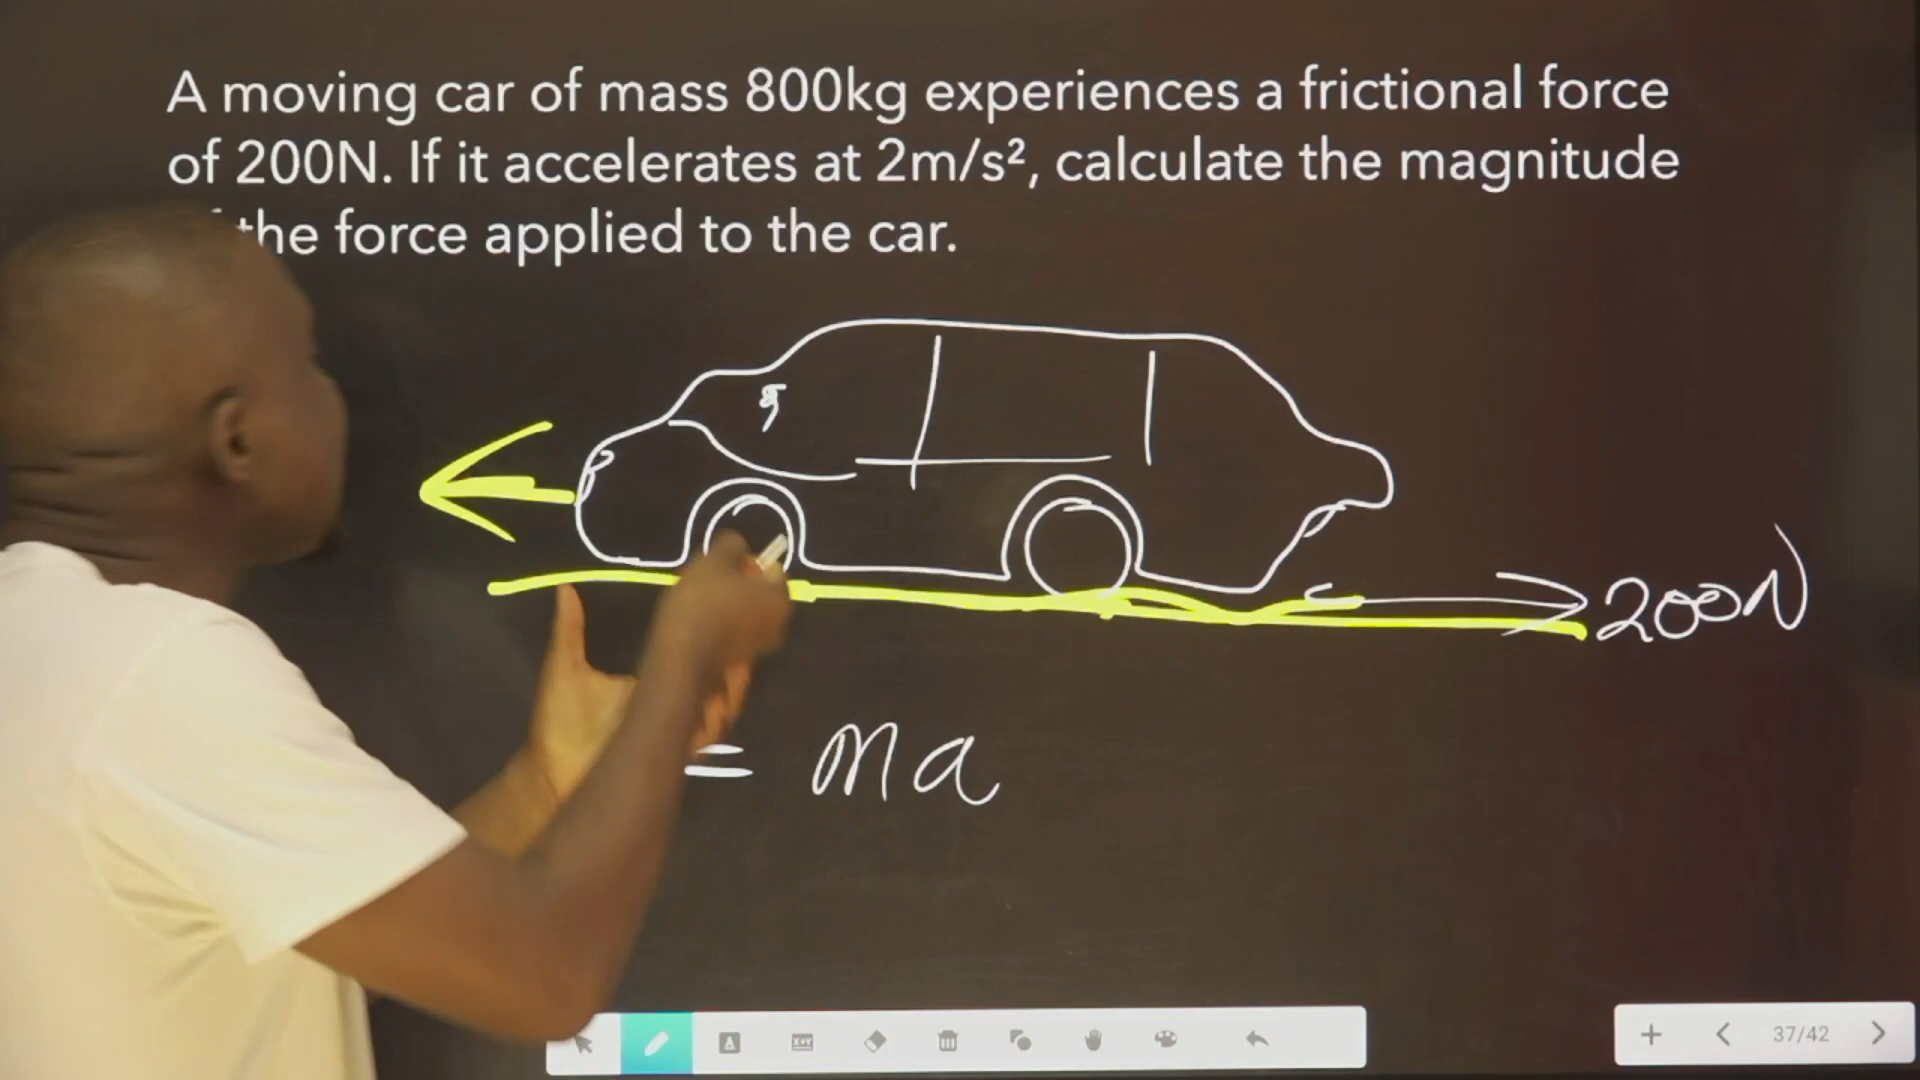 A moving car of mass 800kg experiences a frictional force
of 200N. If it accelerates at 2m/s², calculate the magnitude
the force applied to the car.
200N
= ma
37/42